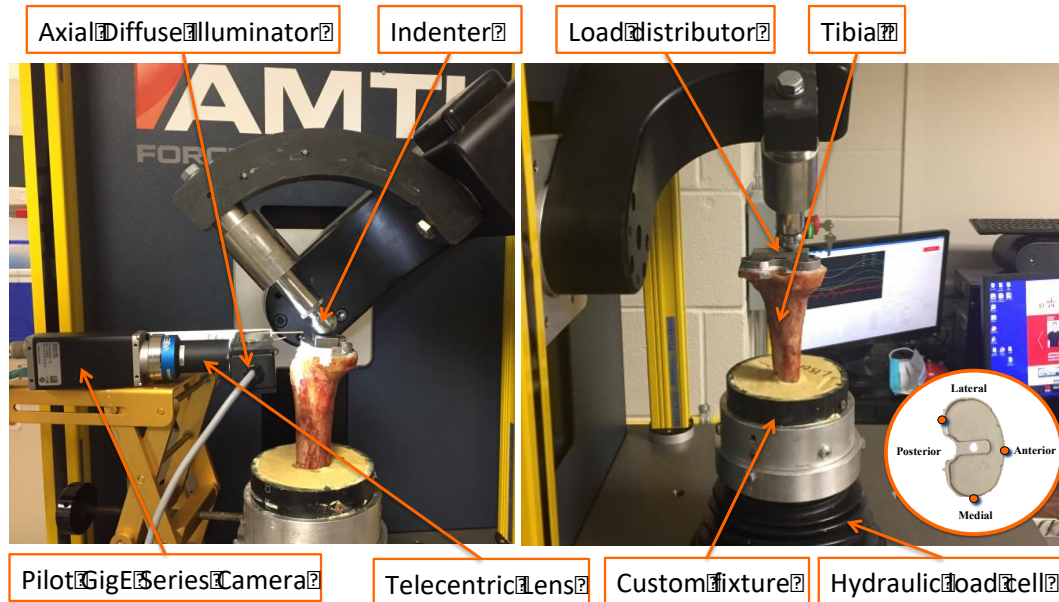 Axial Diffuse Illuminator
Indenter
Load distributor
Tibia
AMTI
FORC
Lateral
Posterior
Anterior
Medial
Pilot GigE Series Camera
Telecentric Lens
Custom fixture
Hydraulic load cell